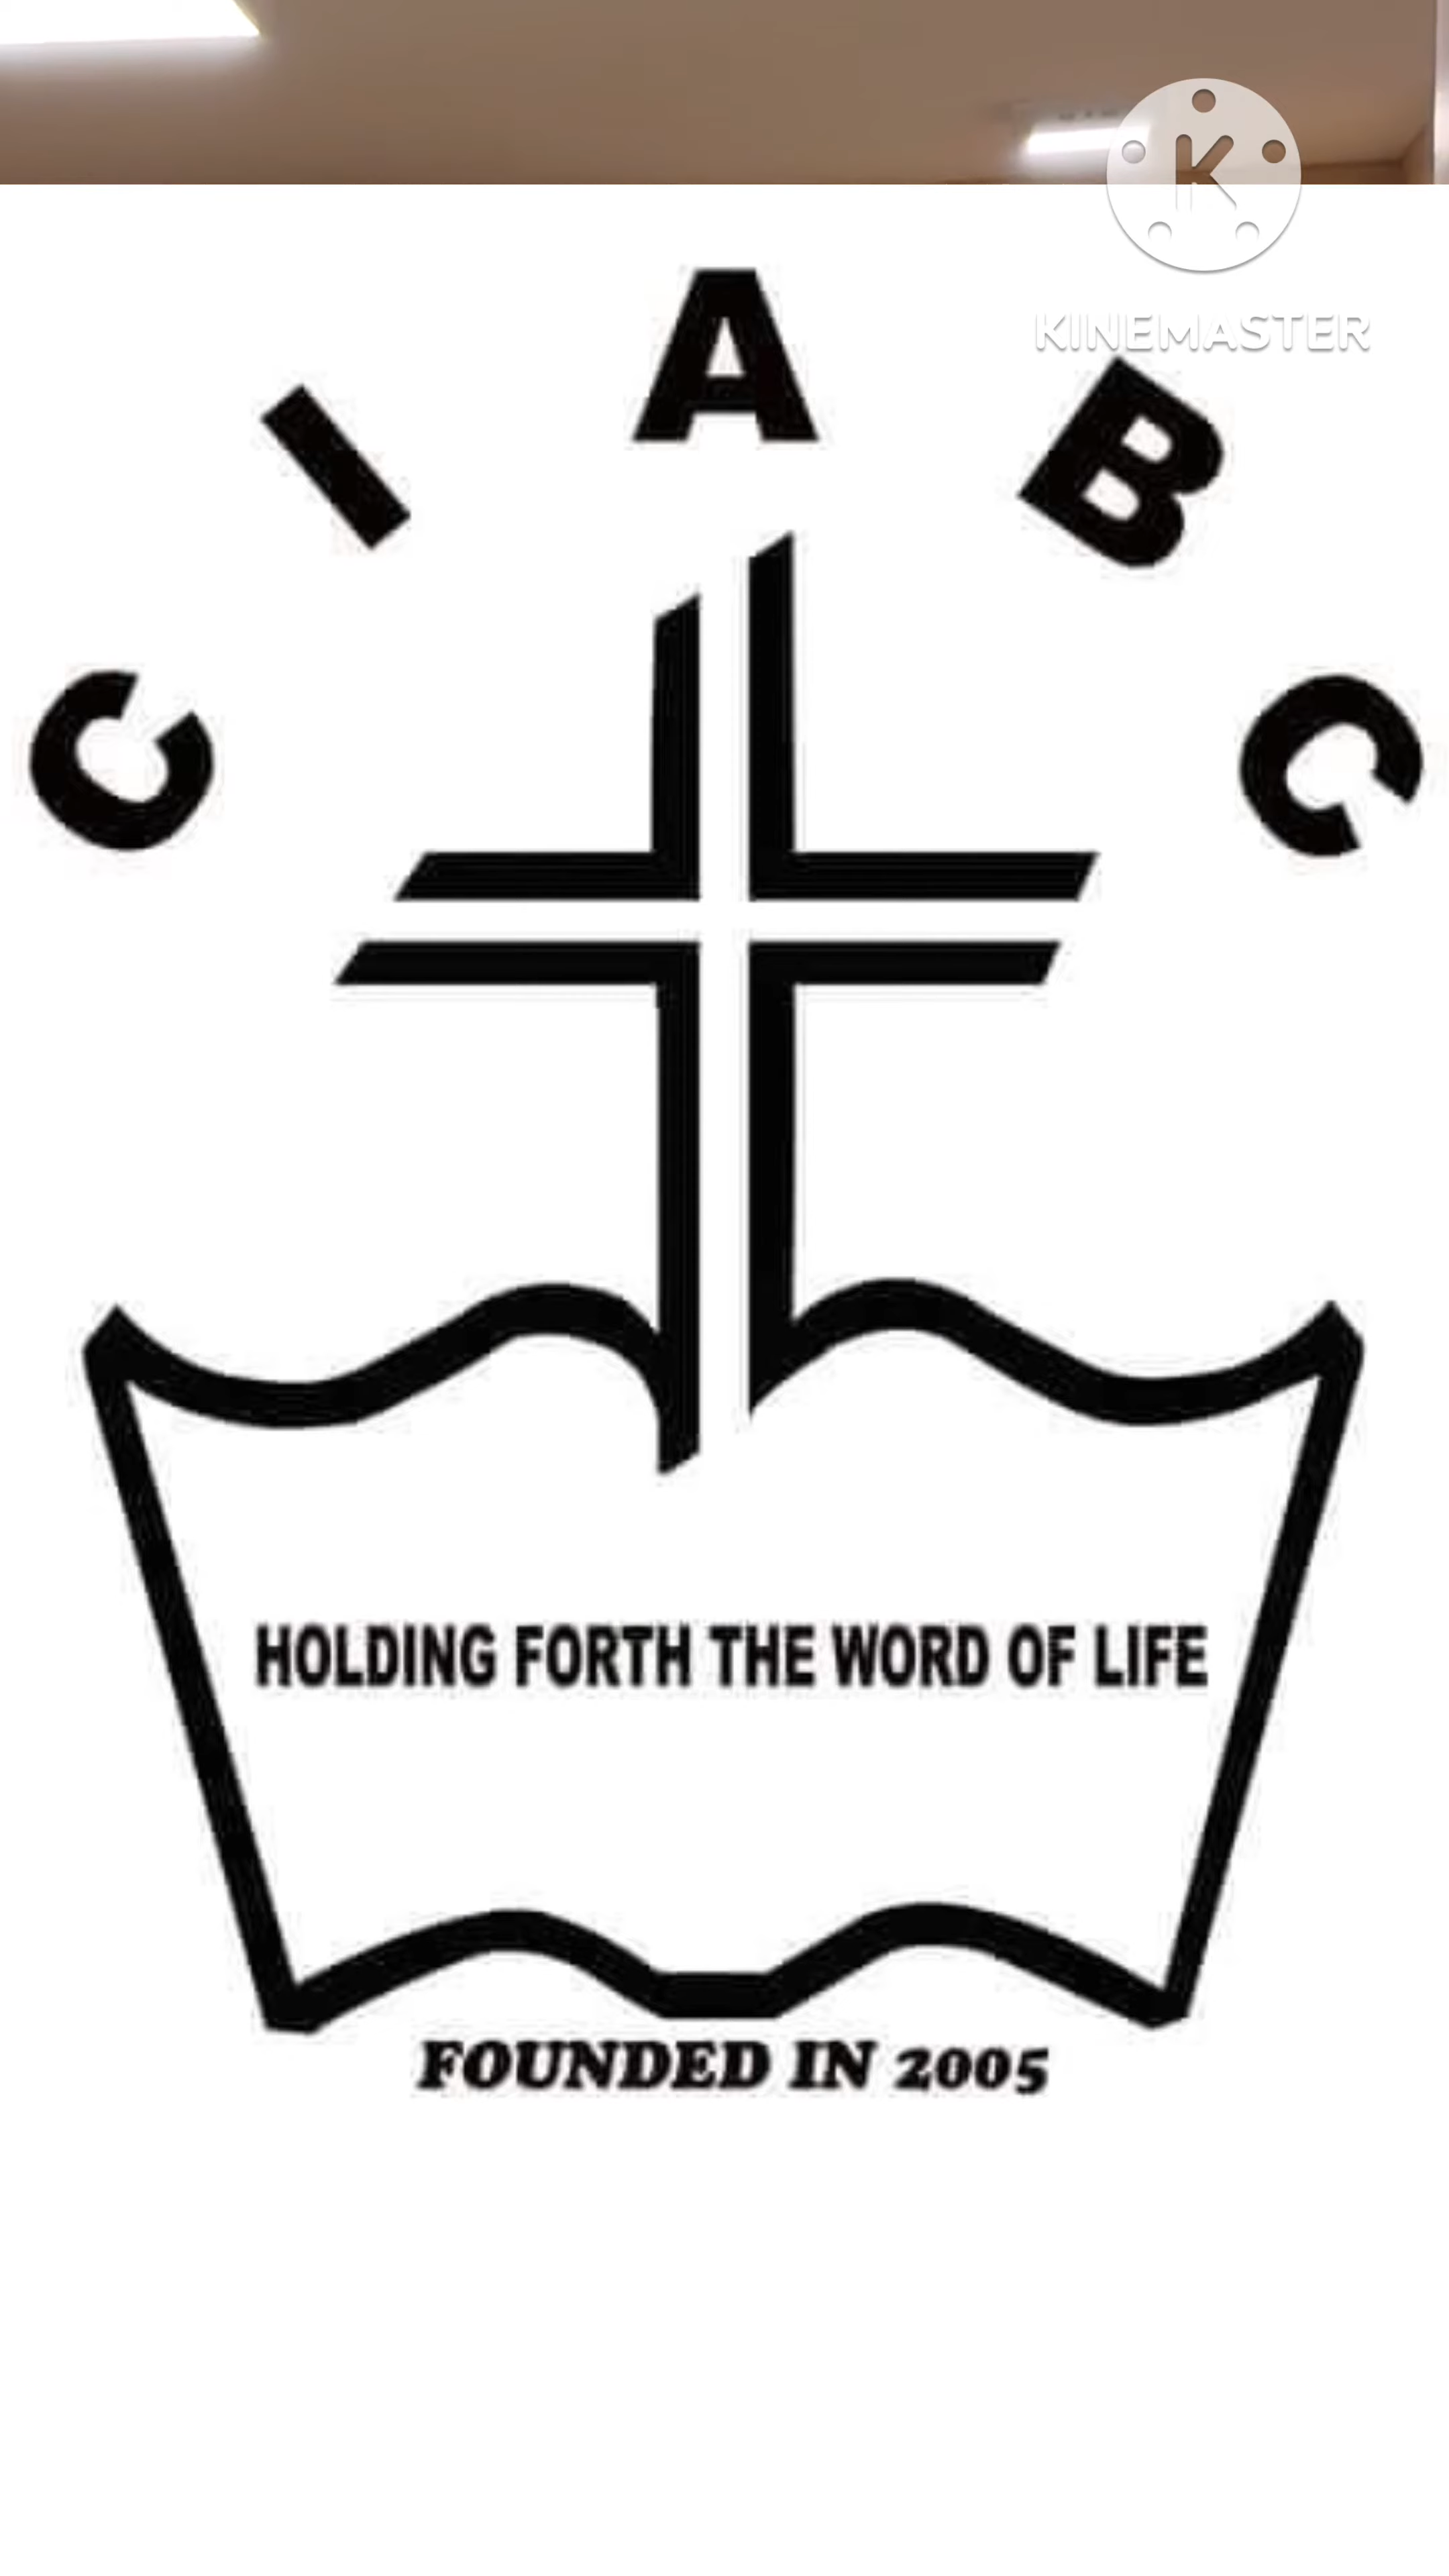 K
KINEMASTER
C I A B C
HOLDING FORTH THE WORD OF LIFE
FOUNDED IN 2005